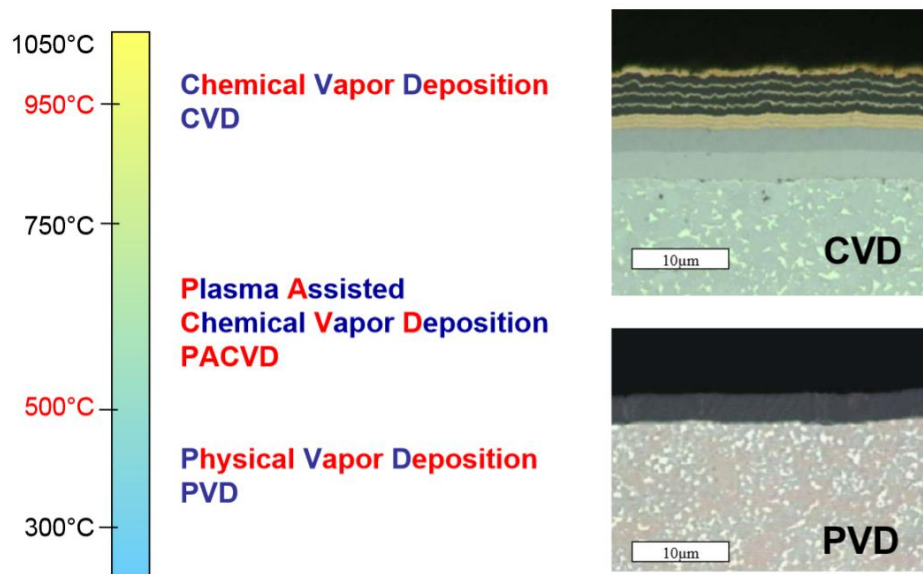 1050°C
950°C
750°C
500°C
300°C
Chemical Vapor Deposition
CVD
Plasma Assisted
Chemical Vapor Deposition
PACVD
Physical Vapor Deposition
PVD
10µm
CVD
10µm
PVD